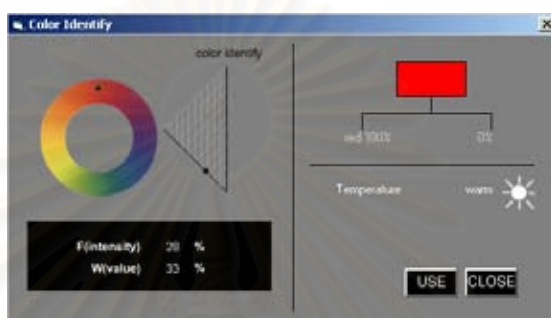 Color Identify
color identify
red 100% 0%
Temperature warm
F(intensity) 28 %
W(value) 33 %
USE CLOSE